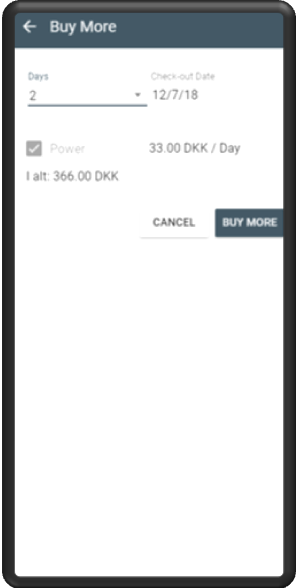 Buy More
Days Check-out Date
2 12/7/18
Power 33.00 DKK / Day
I alt: 366.00 DKK
CANCEL BUY MORE